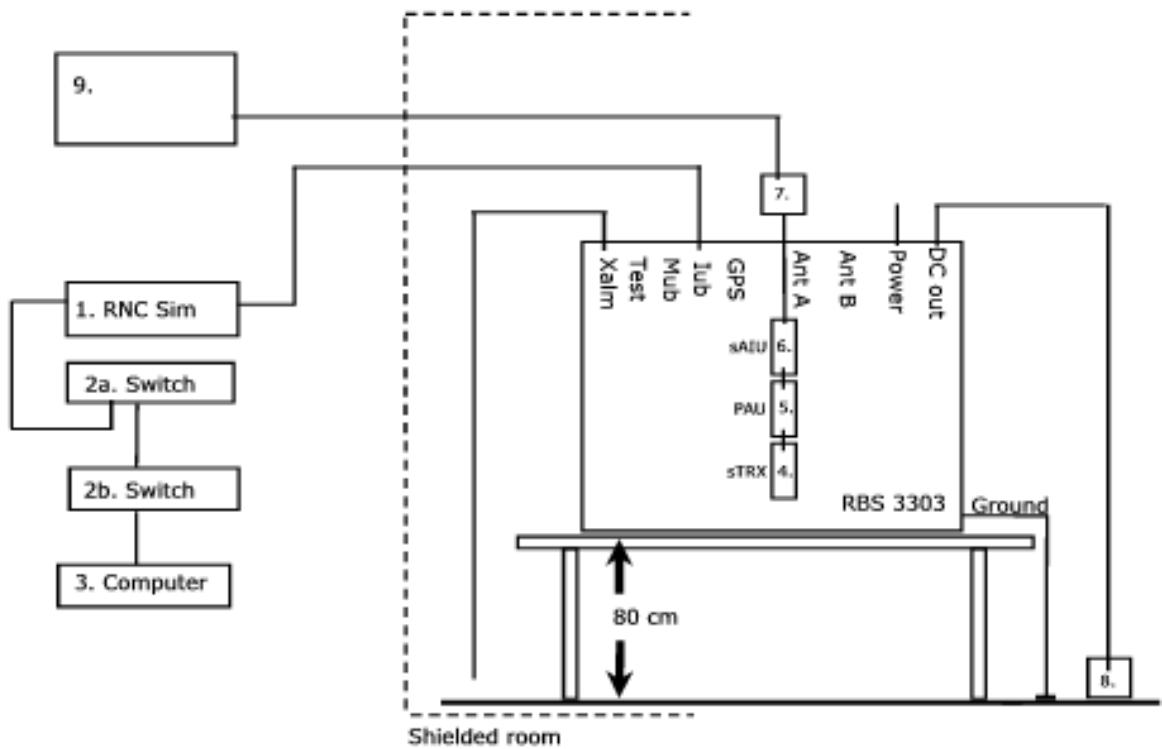 9.
7.
Xalm
Test
Mub
Iub
GPS
Ant A
Ant B
Power
DC out
1. RNC Sim
sAIU 6.
2a. Switch
PAU 5.
sTRX 4.
2b. Switch
RBS 3303
Ground
3. Computer
80 cm
8.
Shielded room